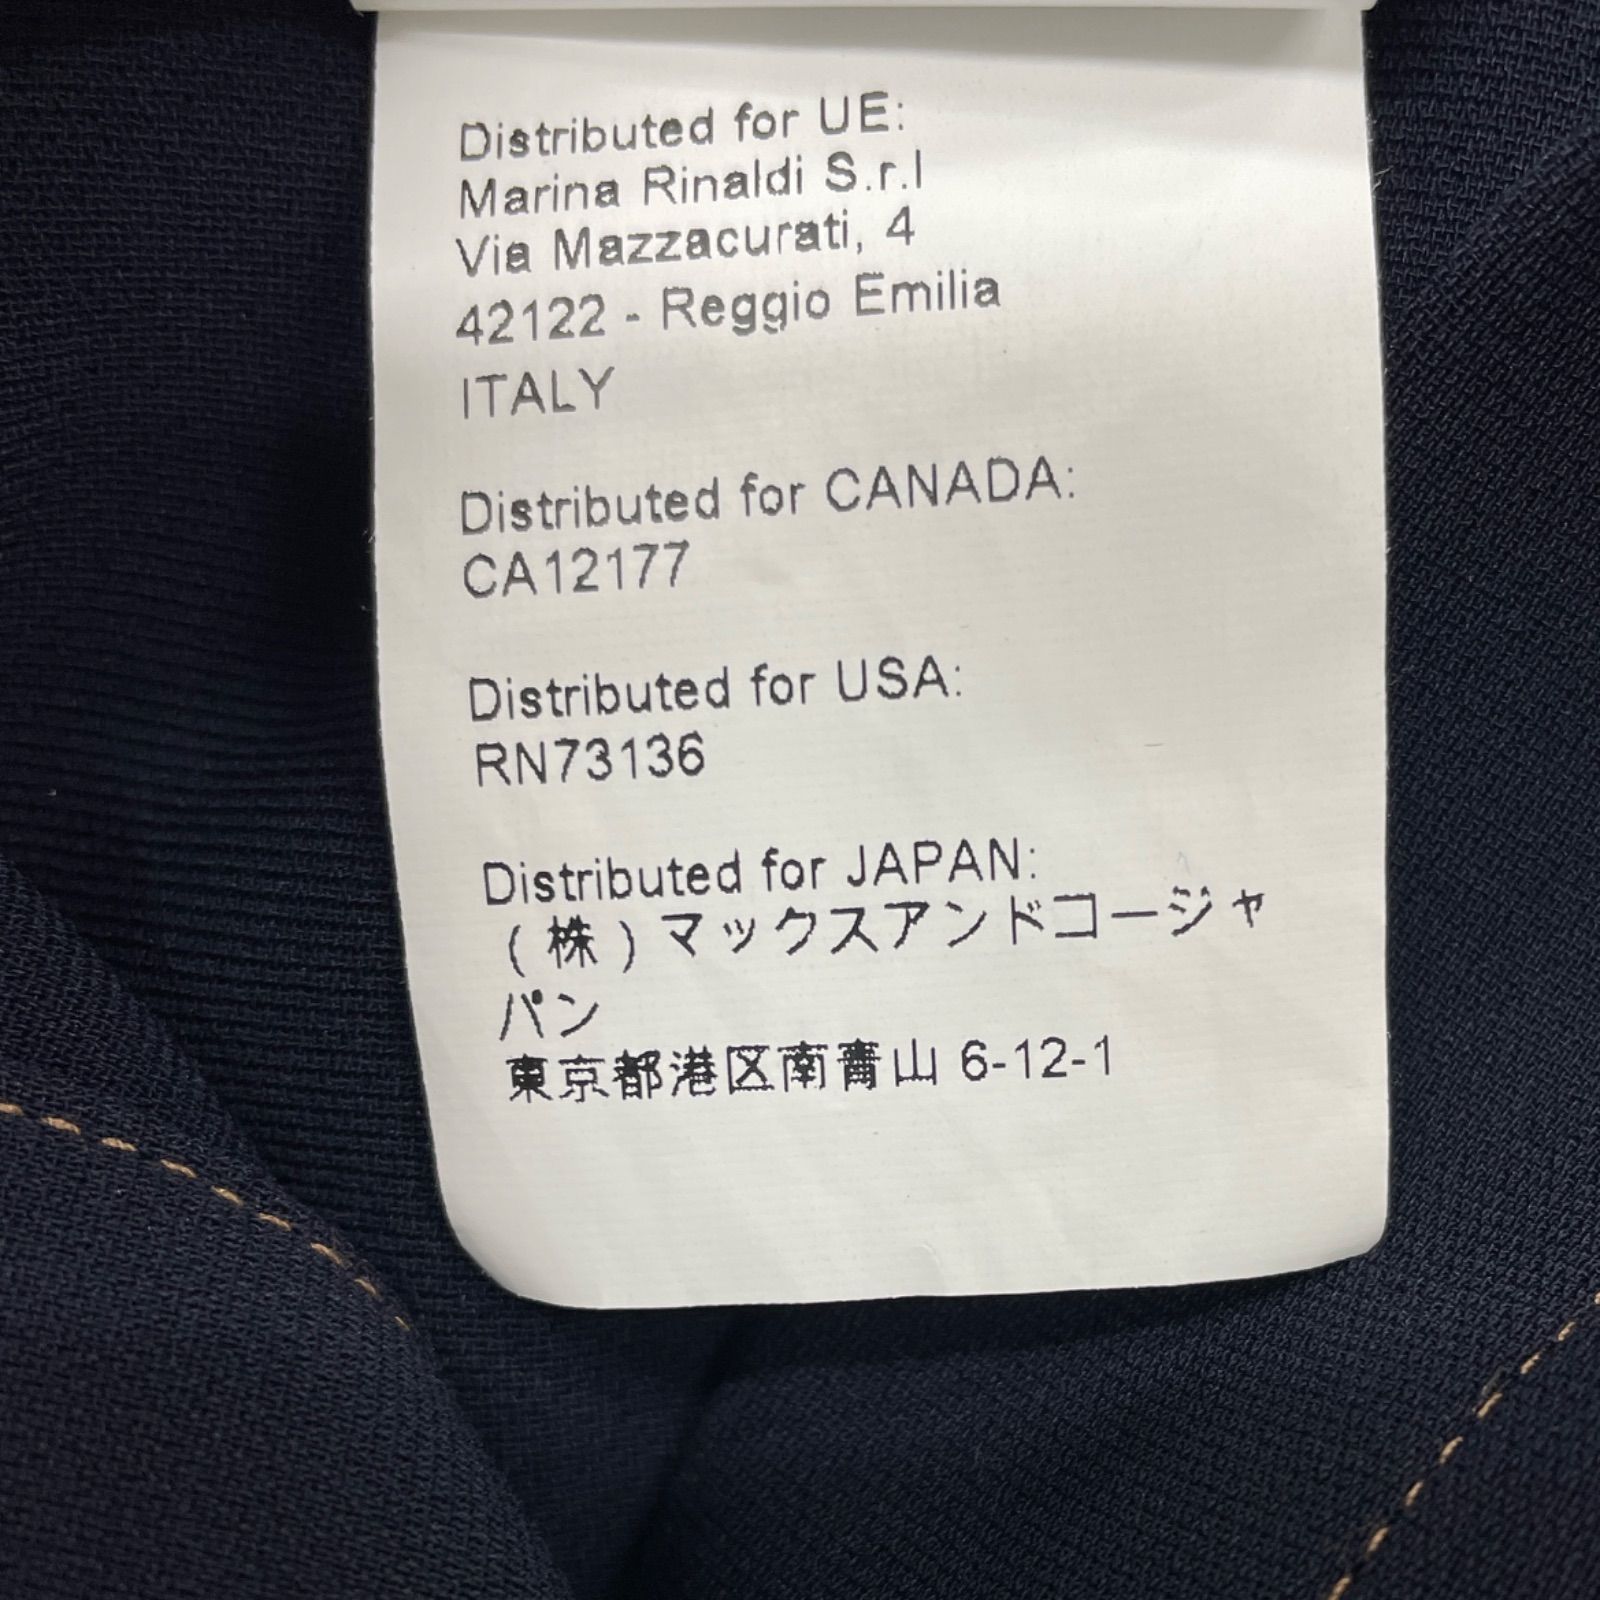 Distributed for UE:
Marina Rinaldi S.r.l
Via Mazzacurati, 4
42122 - Reggio Emilia
ITALY
Distributed for CANADA:
CA12177
Distributed for USA:
RN73136
Distributed for JAPAN:
(株)マックスアンドコージャ
パン
東京都港区南青山 6-12-1